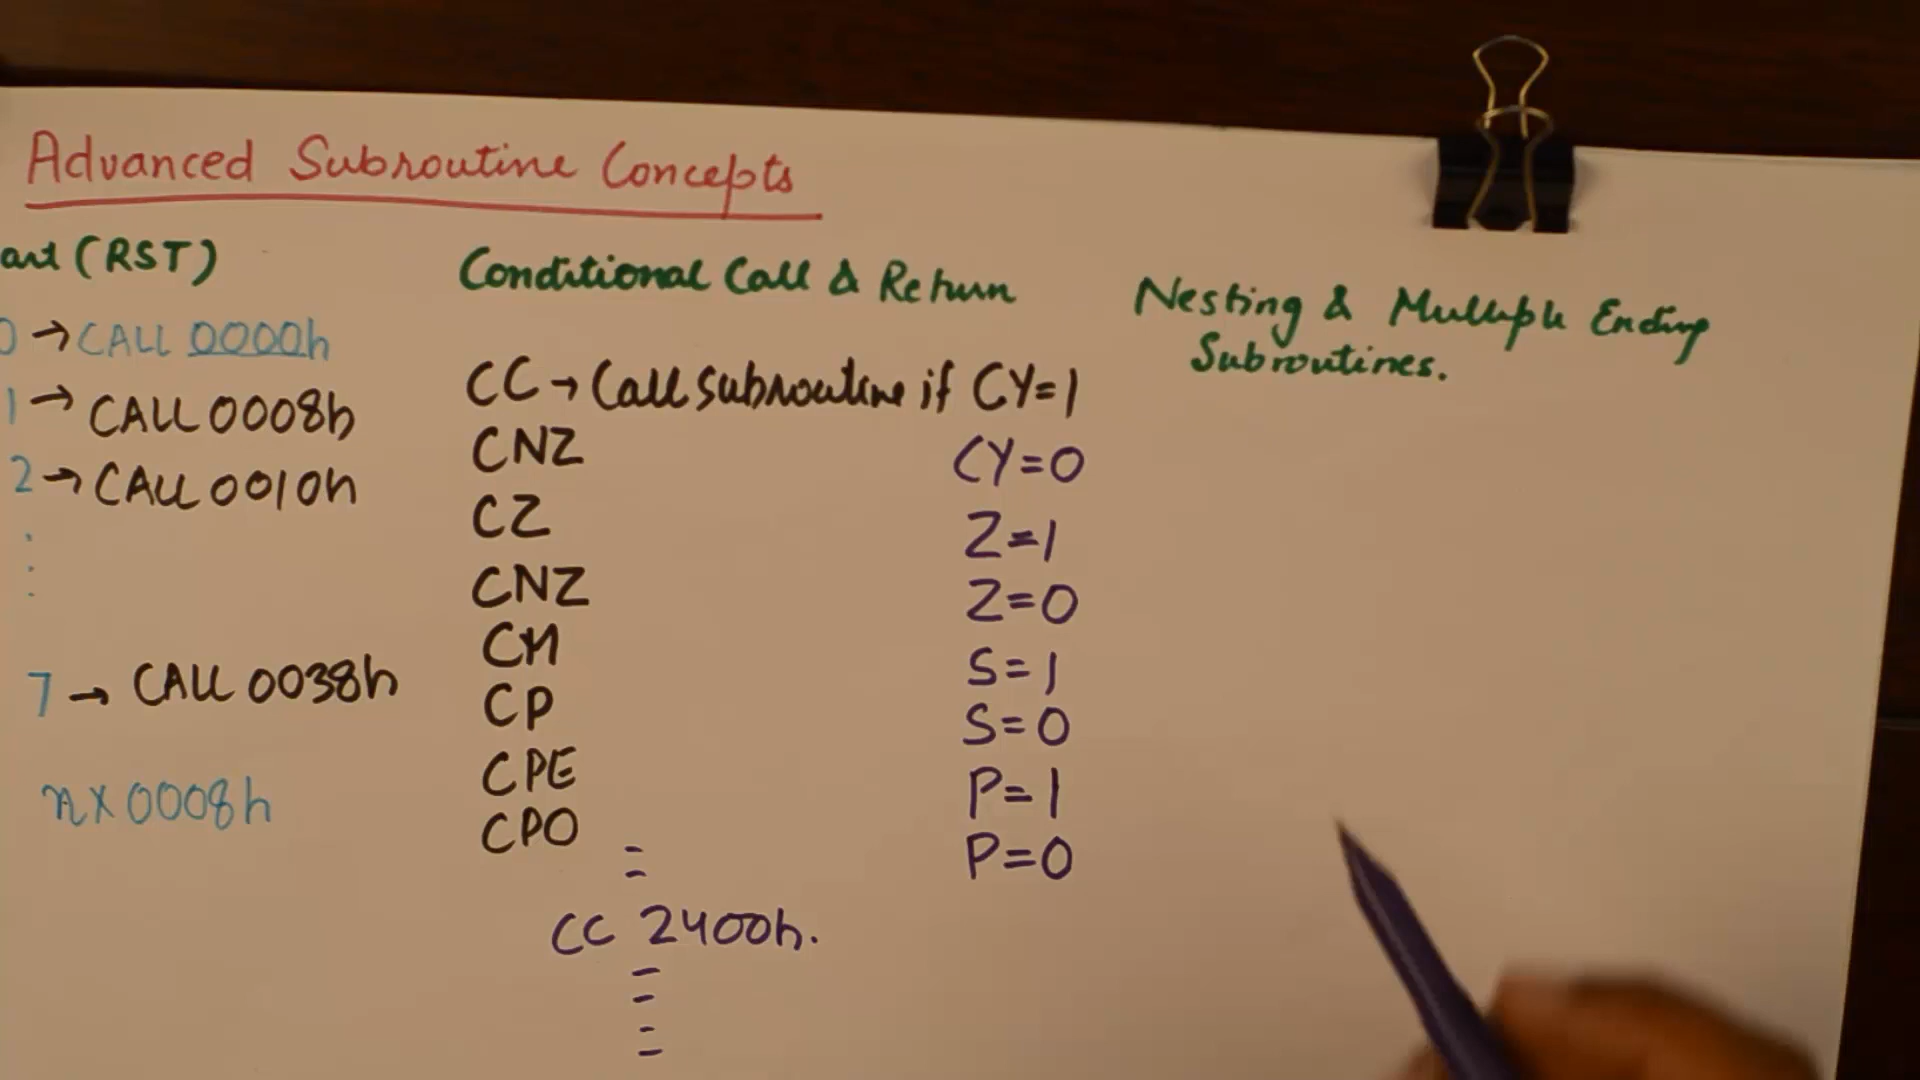 Advanced Subroutine Concepts
art (RST)
0 → CALL 0000h
1 → CALL 0008h
2 → CALL 0010h
7 → CALL 0038h
n x 0008h
Conditional Call & Return
CC → Call subroutine if CY=1
CNZ CY=0
CZ Z=1
CNZ Z=0
CM S=1
CP S=0
CPE P=1
CPO P=0
CC 2400h.
Nesting & Multiple Ending
Subroutines.